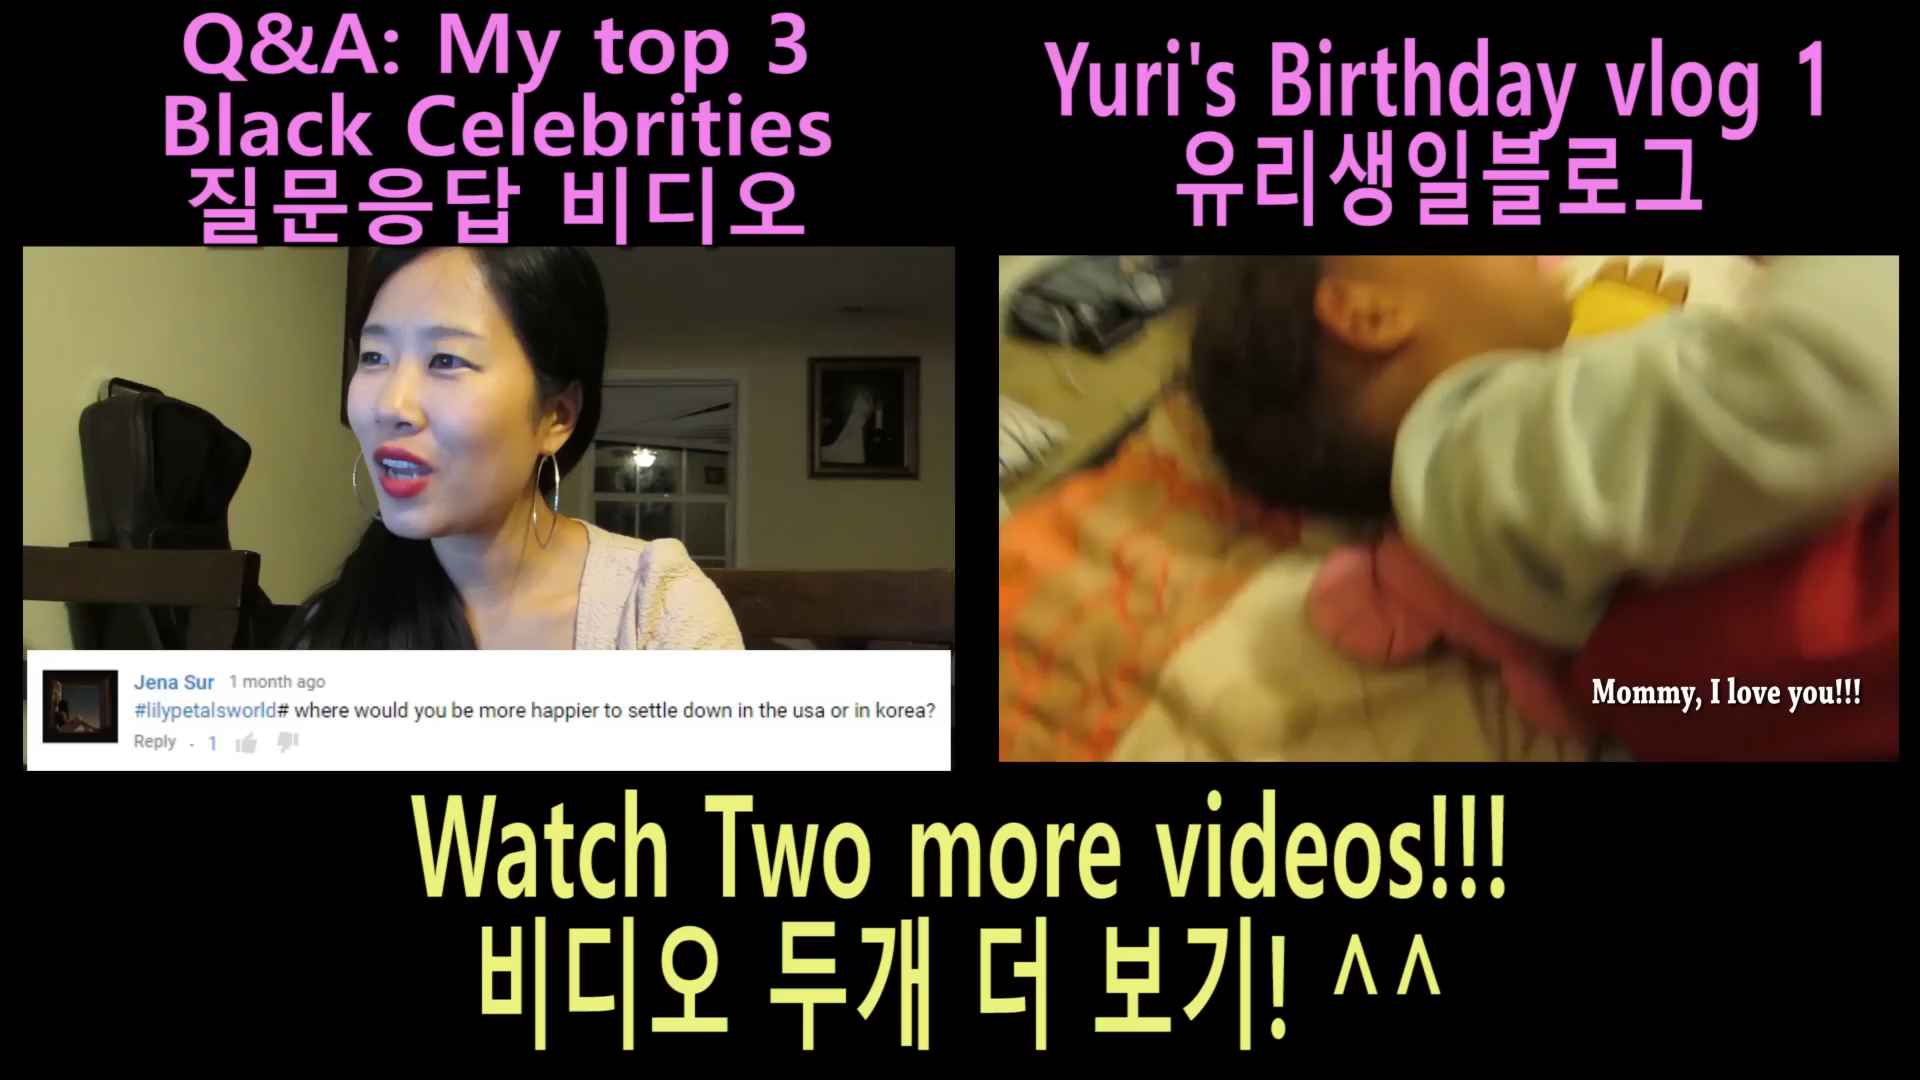 Q&A: My top 3
Black Celebrities
질문응답 비디오
Yuri's Birthday vlog 1
유리생일블로그
Jena Sur 1 month ago
#lilypetalsworld# where would you be more happier to settle down in the usa or in korea?
Reply · 1
Mommy, I love you!!!
Watch Two more videos!!!
비디오 두개 더 보기! ^^